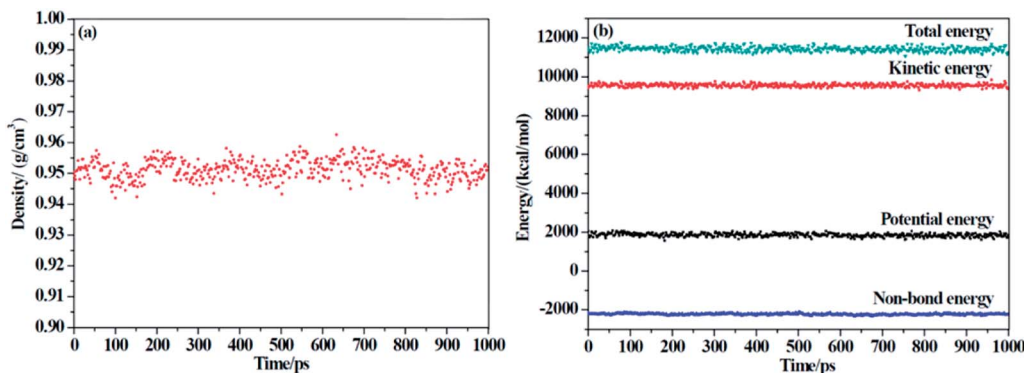 (a)
1.00
0.99
0.98
0.97
0.96
0.95
0.94
0.93
0.92
0.91
0.90
Density/ (g/cm³)
0 100 200 300 400 500 600 700 800 900 1000
Time/ps
(b)
12000
10000
8000
6000
4000
2000
0
-2000
Energy/(kcal/mol)
Total energy
Kinetic energy
Potential energy
Non-bond energy
0 100 200 300 400 500 600 700 800 900 1000
Time/ps